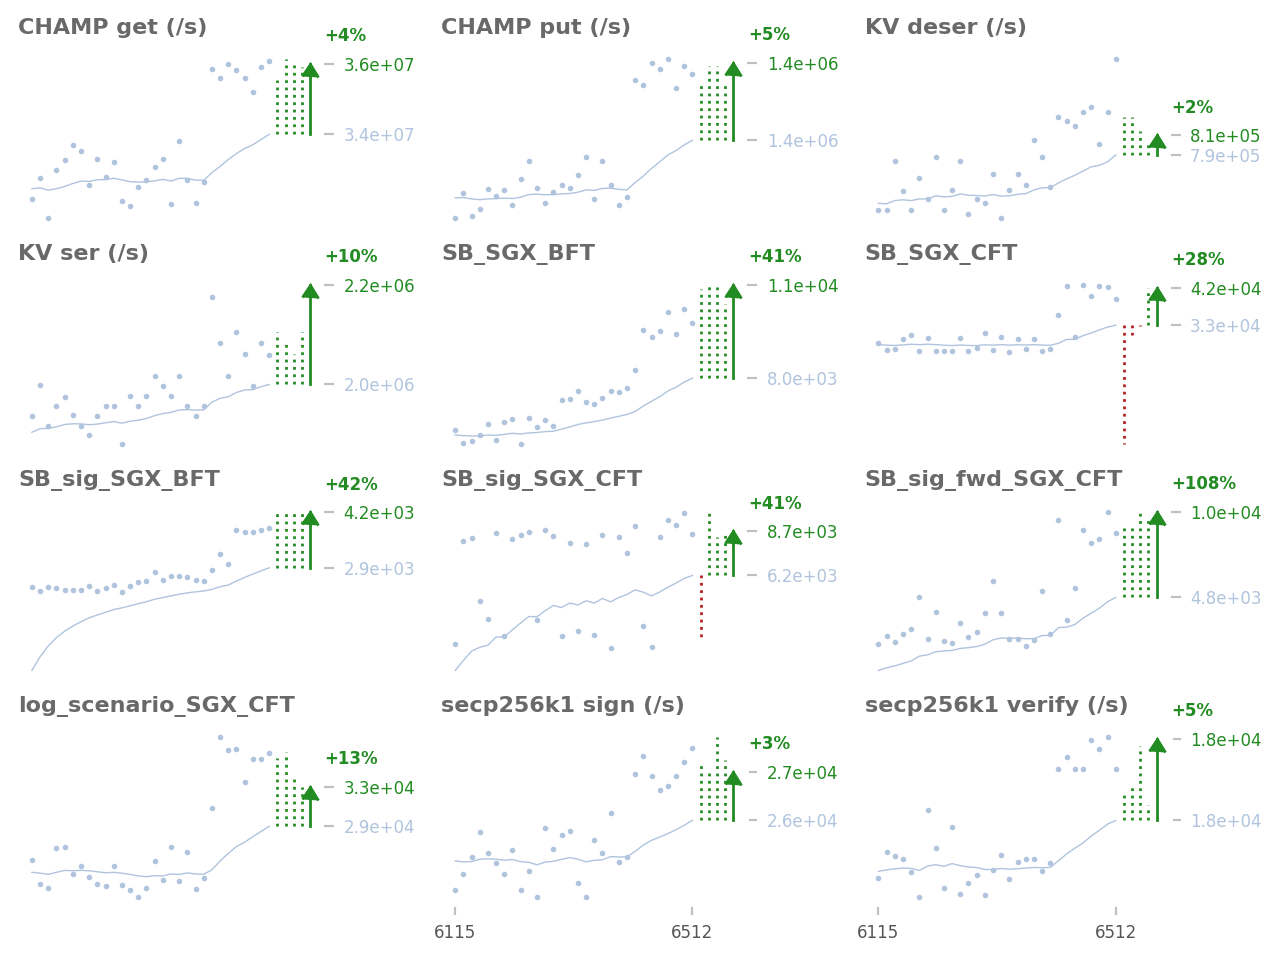 CHAMP get (/s)
+4%
3.6e+07
3.4e+07
CHAMP put (/s)
+5%
1.4e+06
1.4e+06
KV deser (/s)
+2%
8.1e+05
7.9e+05
KV ser (/s)
+10%
2.2e+06
2.0e+06
SB_SGX_BFT
+41%
1.1e+04
8.0e+03
SB_SGX_CFT
+28%
4.2e+04
3.3e+04
SB_sig_SGX_BFT
+42%
4.2e+03
2.9e+03
SB_sig_SGX_CFT
+41%
8.7e+03
6.2e+03
SB_sig_fwd_SGX_CFT
+108%
1.0e+04
4.8e+03
log_scenario_SGX_CFT
+13%
3.3e+04
2.9e+04
secp256k1 sign (/s)
+3%
2.7e+04
2.6e+04
6115 6512
secp256k1 verify (/s)
+5%
1.8e+04
1.8e+04
6115 6512